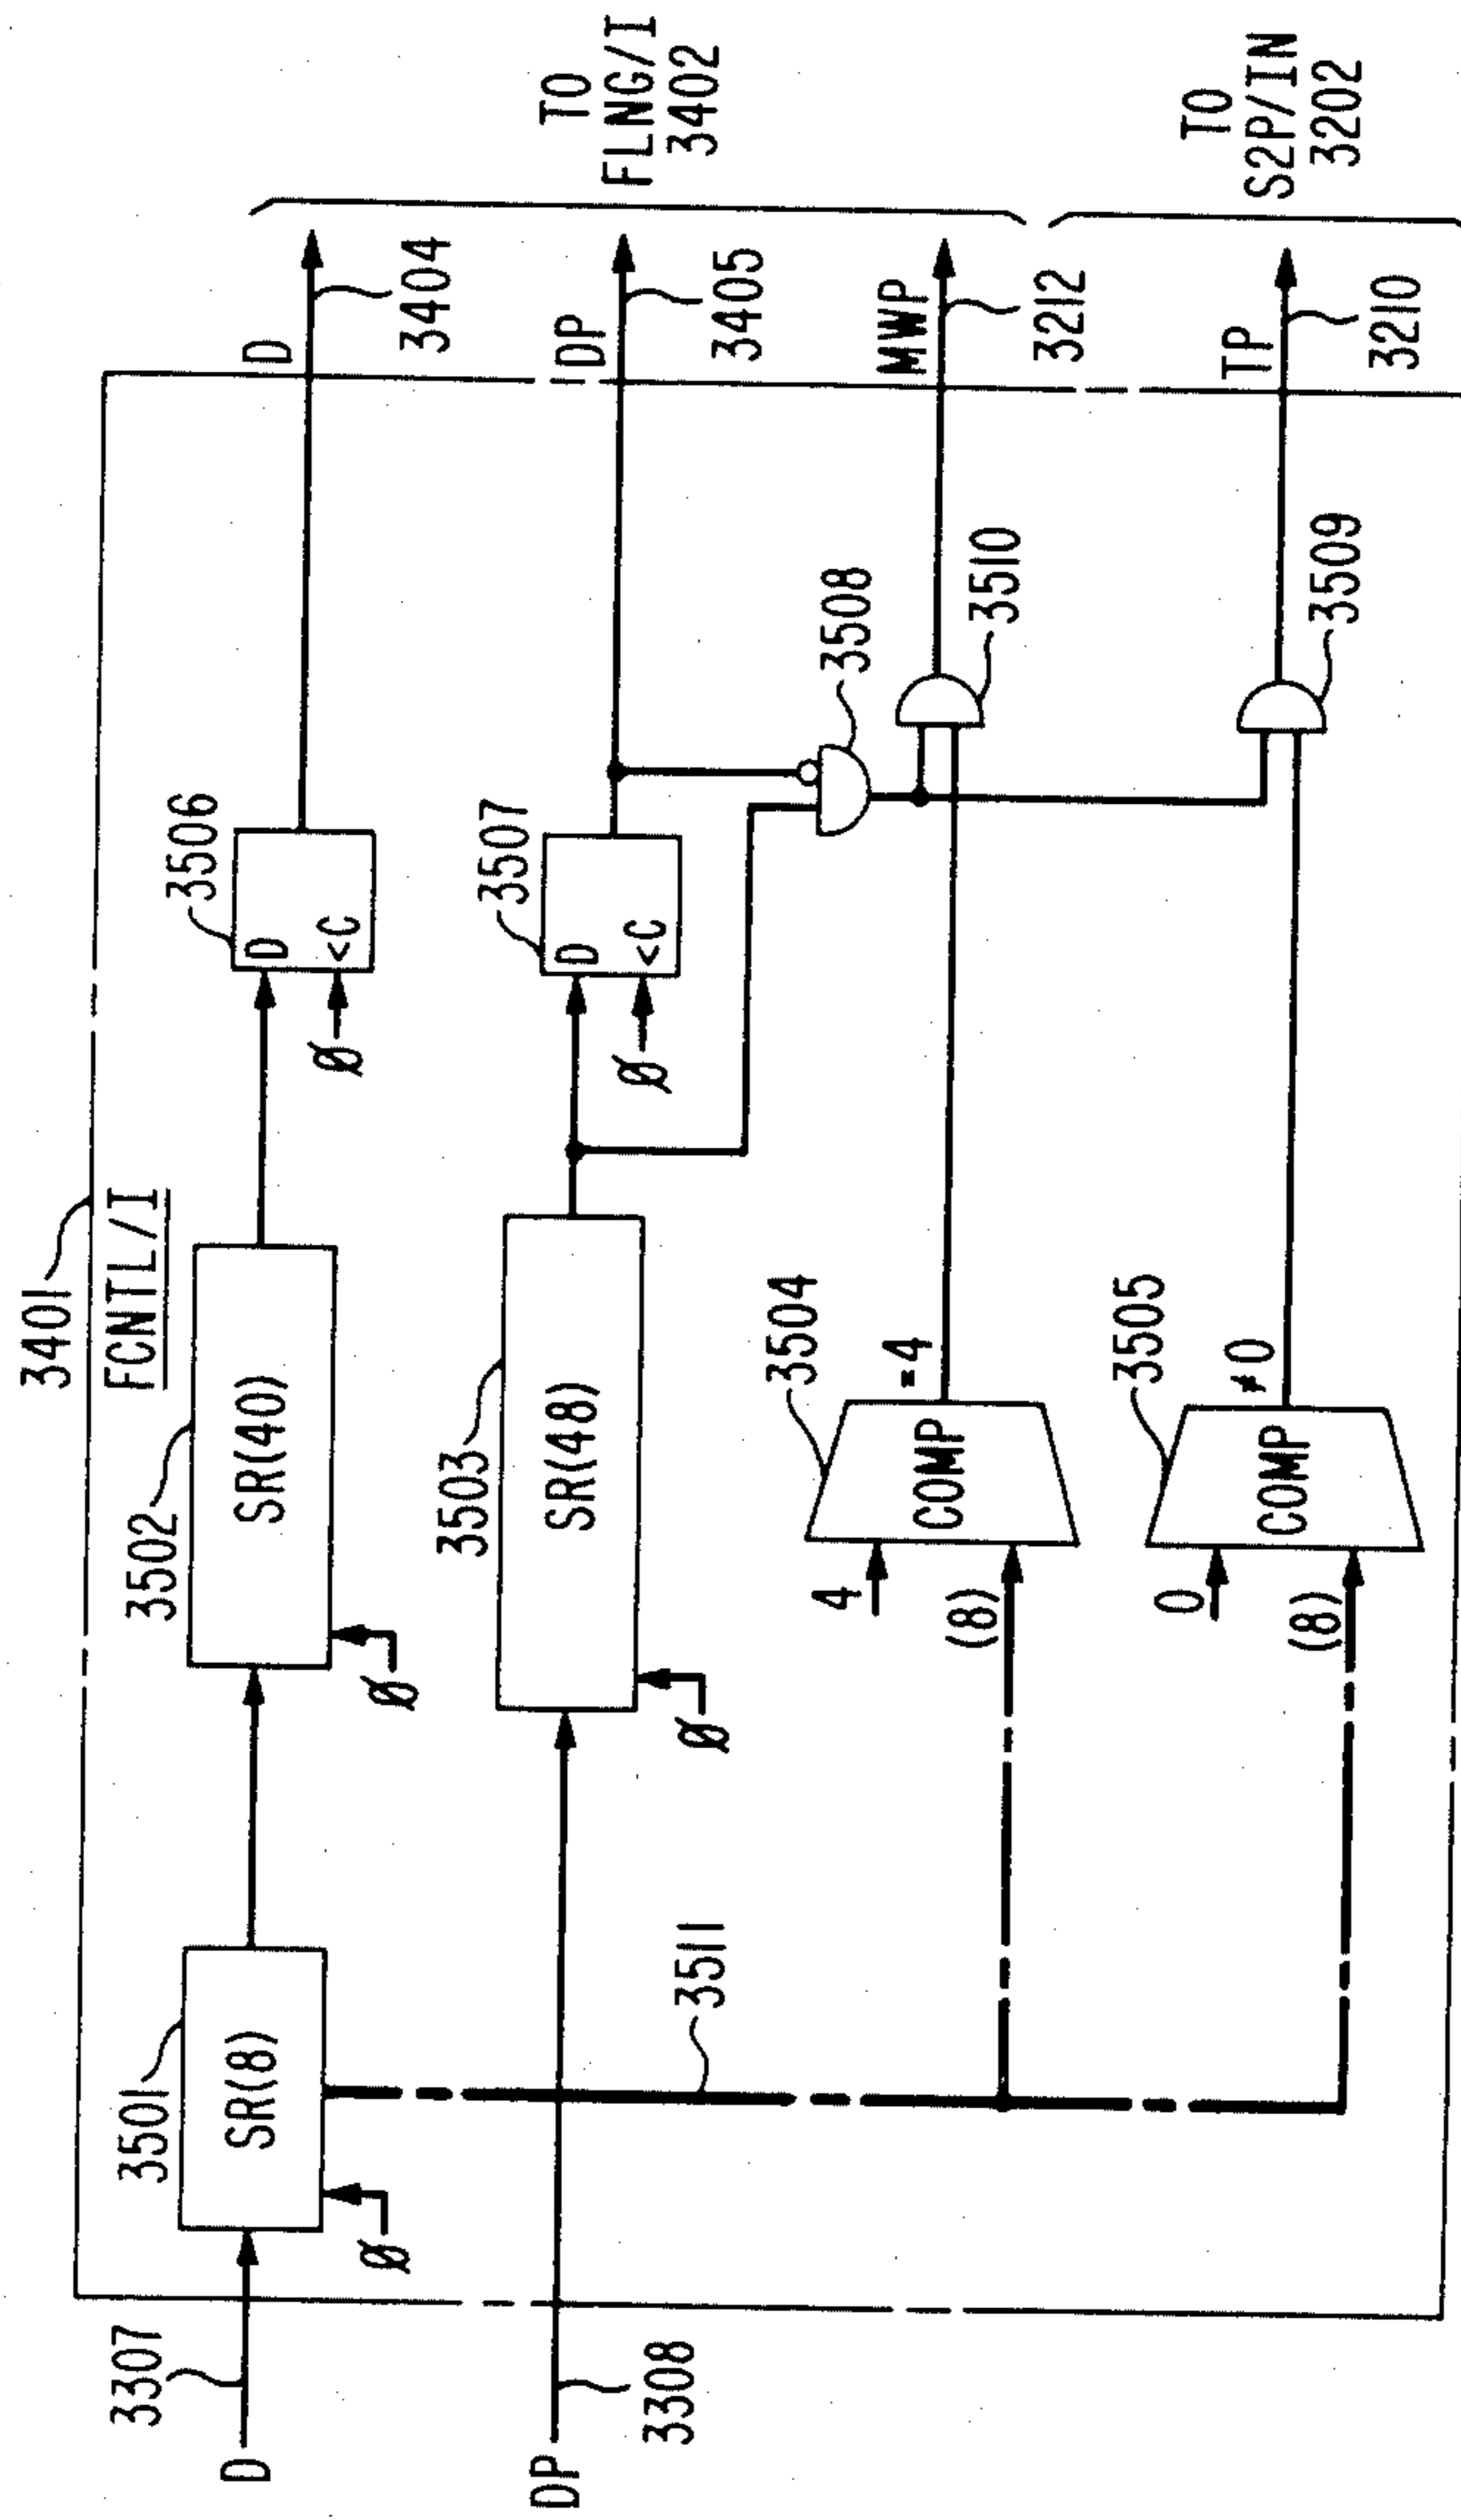 3401
FCNTL/I
3307
D
3501
SR(8)
Ø
3502
SR(40)
Ø
3506
D
<C
Ø
D
3404
TO
FLNG/I
3402
DP
3308
3503
SR(48)
Ø
3507
D
<C
Ø
DP
3405
3508
3511
3504
4
(8)
COMP
=4
3510
MWP
3212
3505
0
(8)
COMP
≠0
3509
TP
3210
TO
S2P/IN
3202